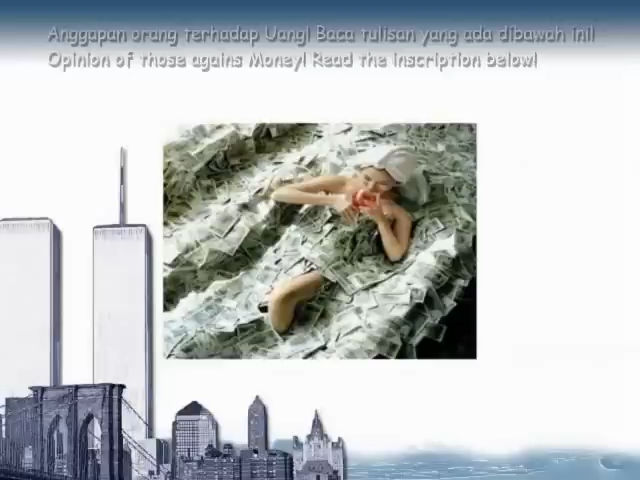 Anggapan orang terhadap Uang! Baca tulisan yang ada dibawah ini!
Opinion of those agains Money! Read the inscription below!